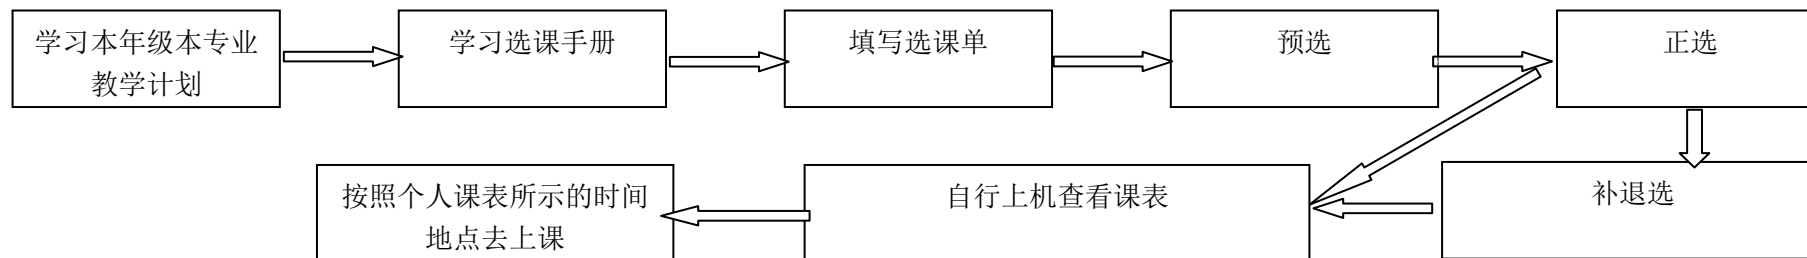 学习本年级本专业
教学计划
学习选课手册
填写选课单
预选
正选
补退选
自行上机查看课表
按照个人课表所示的时间
地点去上课